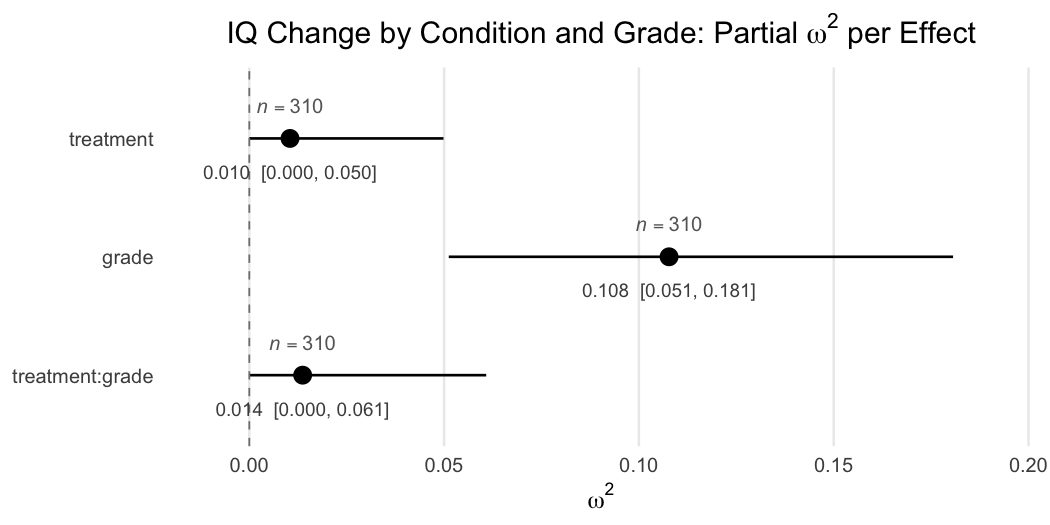 IQ Change by Condition and Grade: Partial ω² per Effect
n = 310
treatment
0.010 [0.000, 0.050]
n = 310
grade
0.108 [0.051, 0.181]
n = 310
treatment:grade
0.014 [0.000, 0.061]
0.00 0.05 0.10 0.15 0.20
ω²